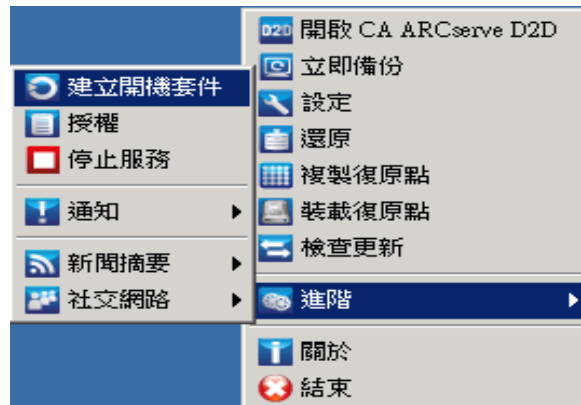 D2D 開啟 CA ARCserve D2D
立即備份
設定
還原
複製復原點
裝載復原點
檢查更新
進階
關於
結束
建立開機套件
授權
停止服務
通知
新聞摘要
社交網路